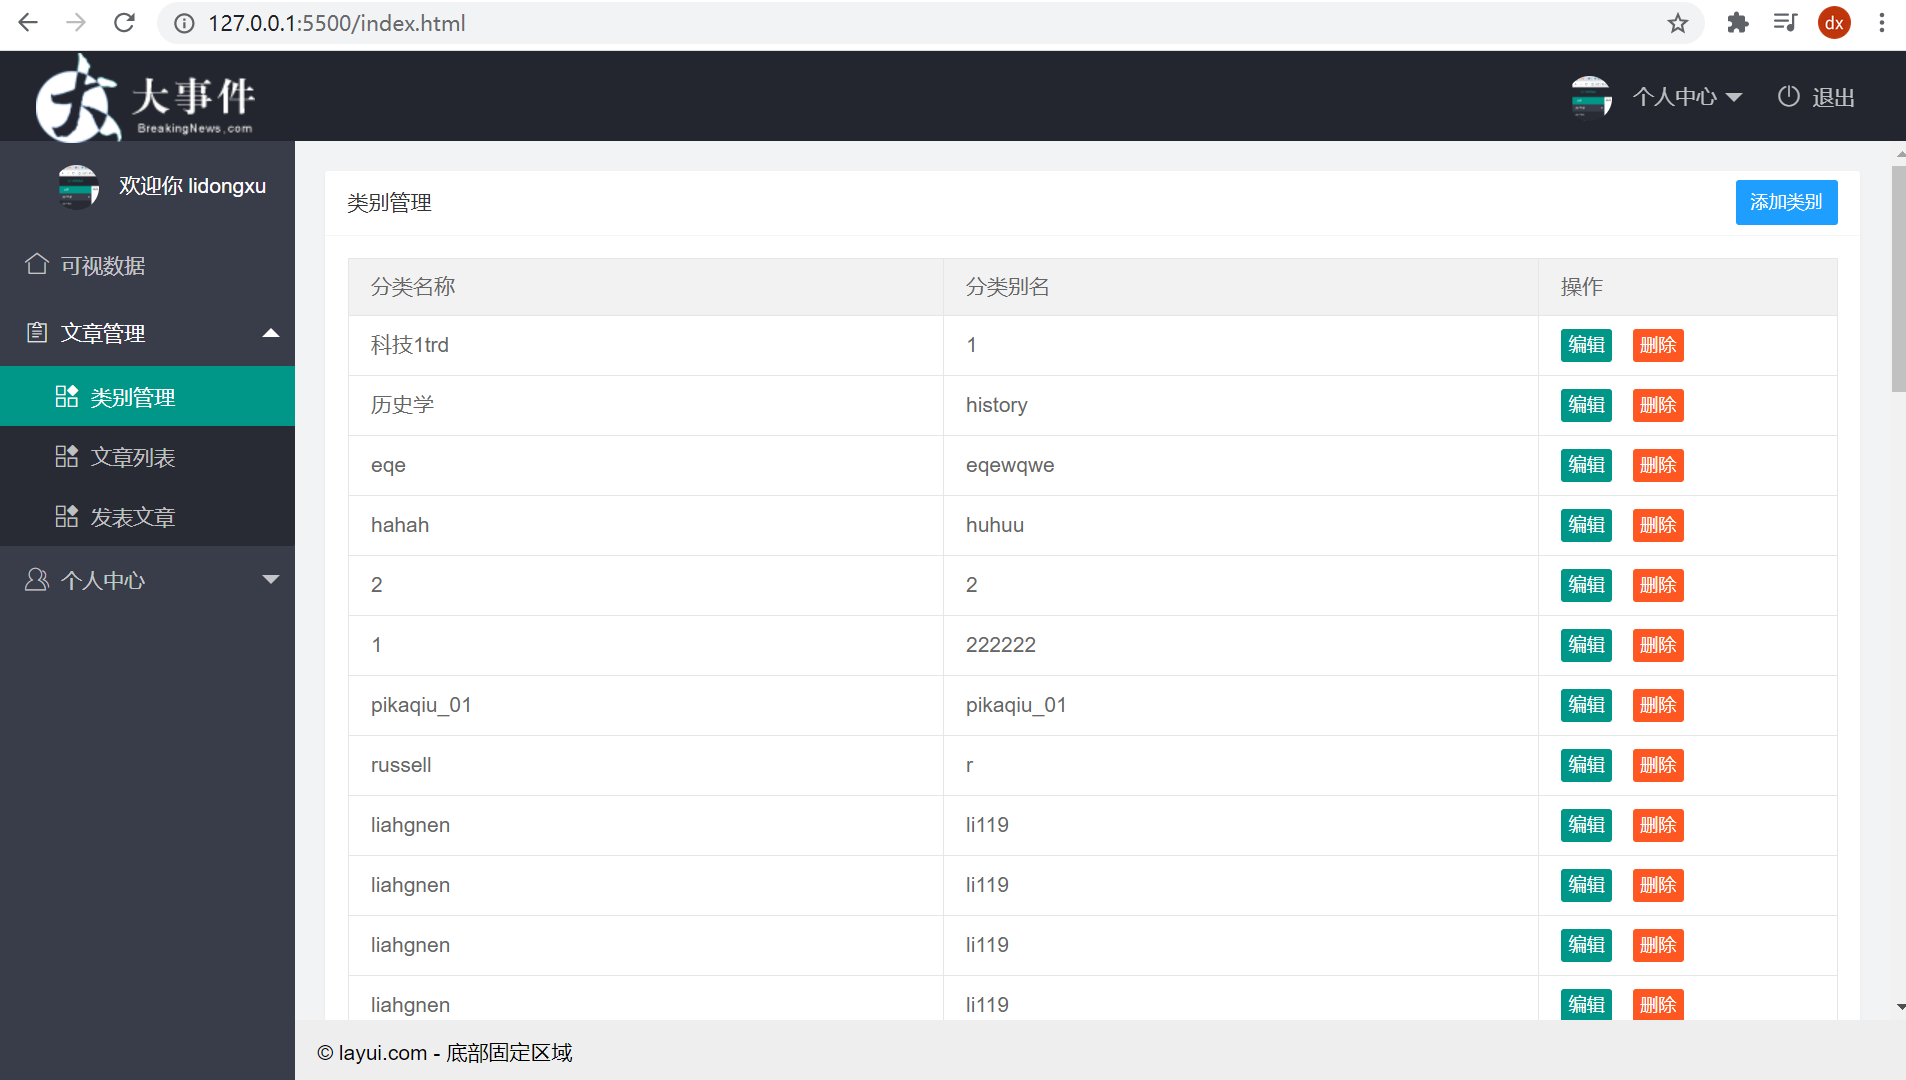 127.0.0.1:5500/index.html
dx
大事件
BreakingNews.com
个人中心
退出
欢迎你 lidongxu
可视数据
文章管理
类别管理
文章列表
发表文章
个人中心
类别管理
添加类别
分类名称 分类别名 操作
科技1trd 1 编辑 删除
历史学 history 编辑 删除
eqe eqewqwe 编辑 删除
hahah huhuu 编辑 删除
2 2 编辑 删除
1 222222 编辑 删除
pikaqiu_01 pikaqiu_01 编辑 删除
russell r 编辑 删除
liahgnen li119 编辑 删除
liahgnen li119 编辑 删除
liahgnen li119 编辑 删除
liahgnen li119 编辑 删除
© layui.com - 底部固定区域